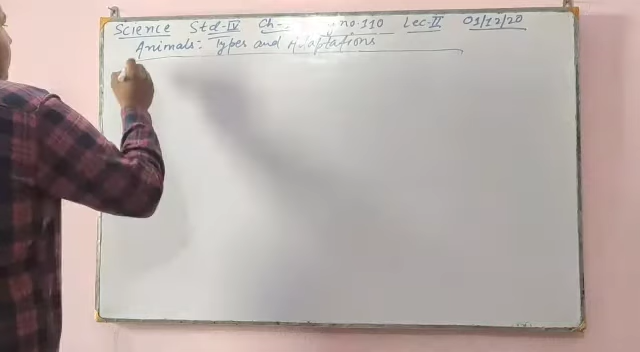 Science Std-IV Ch- no.110 Lec-II 01/12/20
Animals:- Types and Adaptations